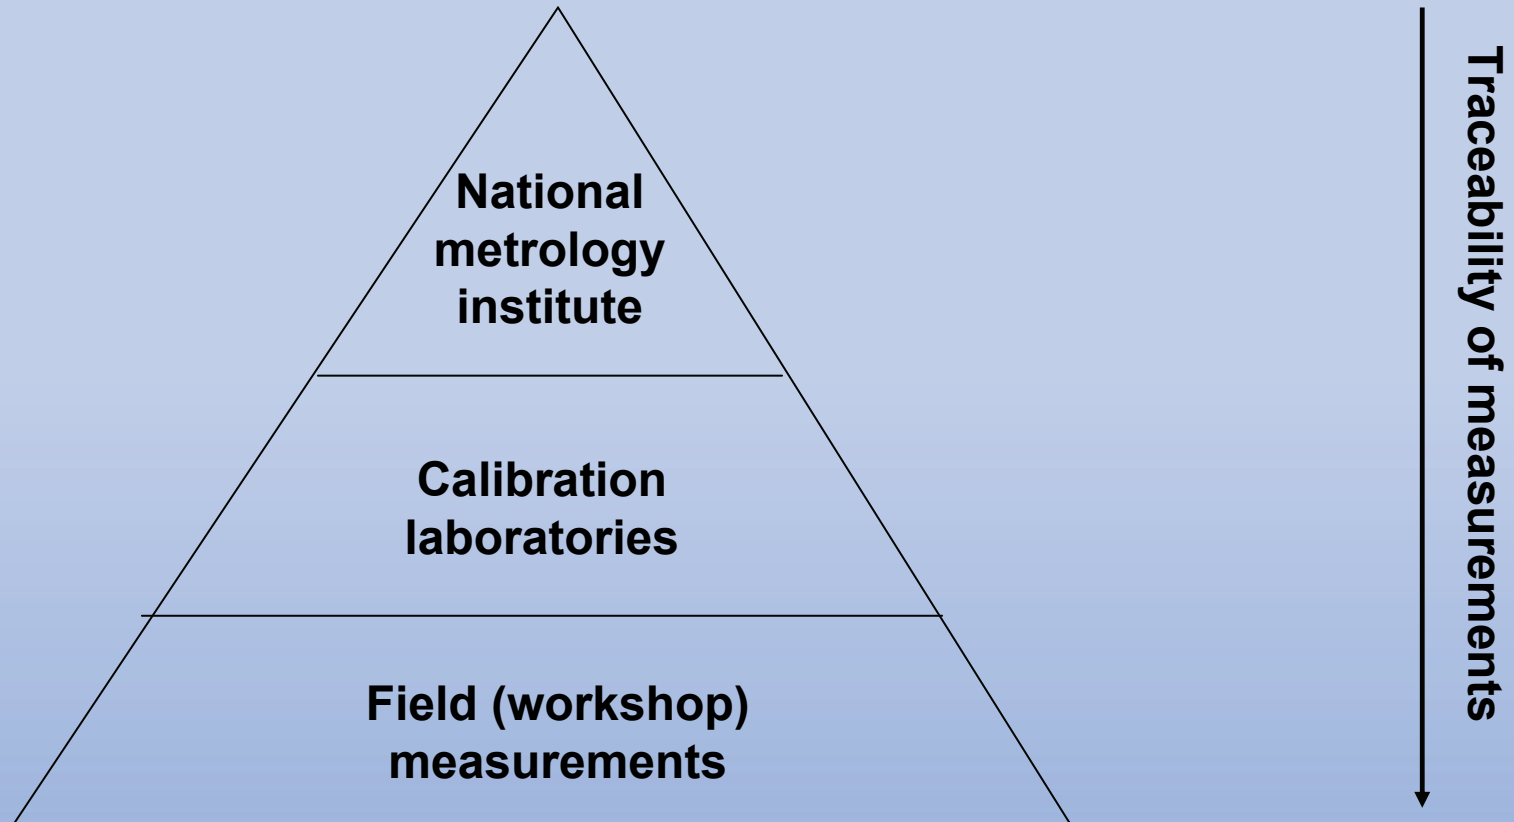 National
metrology
institute
Calibration
laboratories
Field (workshop)
measurements
Traceability of measurements